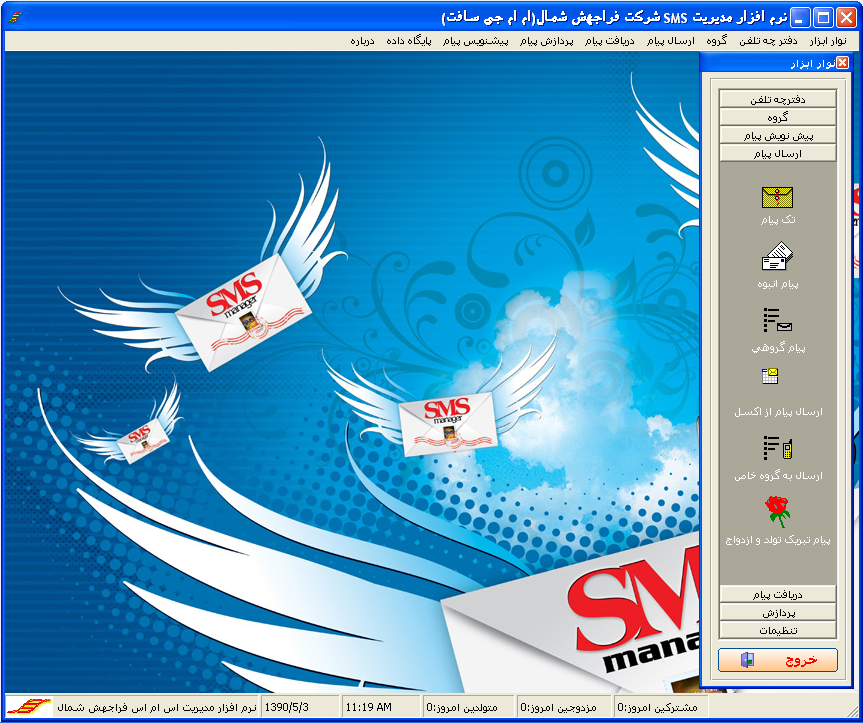 نرم افزار مدیریت SMS شرکت فراجهش شمال(ام ام جی سافت)
نوار ابزار دفتر چه تلفن گروه ارسال پیام دریافت پیام پردازش پیام پیشنویس پیام پایگاه داده درباره
نوار ابزار
دفترچه تلفن
گروه
پیش نویش پیام
ارسال پیام
تک پیام
پیام انبوه
پیام گروهی
ارسال پیام از اکسل
ارسال به گروه خاص
پیام تبریک تولد و ازدواج
دریافت پیام
پردازش
تنظیمات
خروج
SMS
manager
SMS
manager
SMS
manager
SMS
manag
نرم افزار مدیریت اس ام اس فراجهش شمال
1390/5/3
11:19 AM
متولدین امروز:0
مزدوجین امروز:0
مشترکین امروز:0